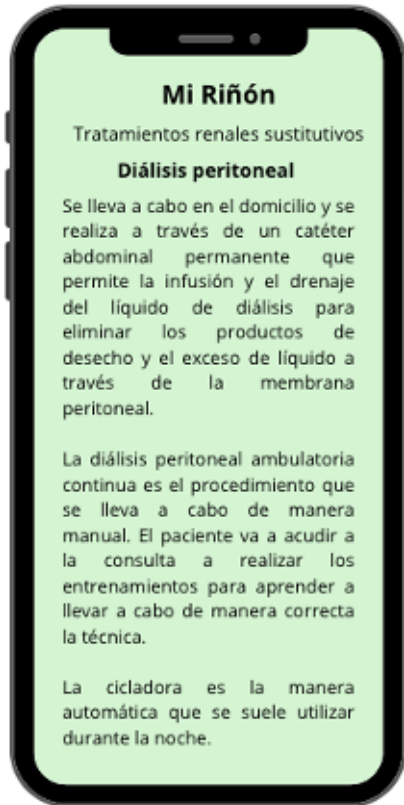 Mi Riñón
Tratamientos renales sustitutivos
Diálisis peritoneal
Se lleva a cabo en el domicilio y se
realiza a través de un catéter
abdominal permanente que
permite la infusión y el drenaje
del líquido de diálisis para
eliminar los productos de
desecho y el exceso de líquido a
través de la membrana
peritoneal.
La diálisis peritoneal ambulatoria
continua es el procedimiento que
se lleva a cabo de manera
manual. El paciente va a acudir a
la consulta a realizar los
entrenamientos para aprender a
llevar a cabo de manera correcta
la técnica.
La cicladora es la manera
automática que se suele utilizar
durante la noche.